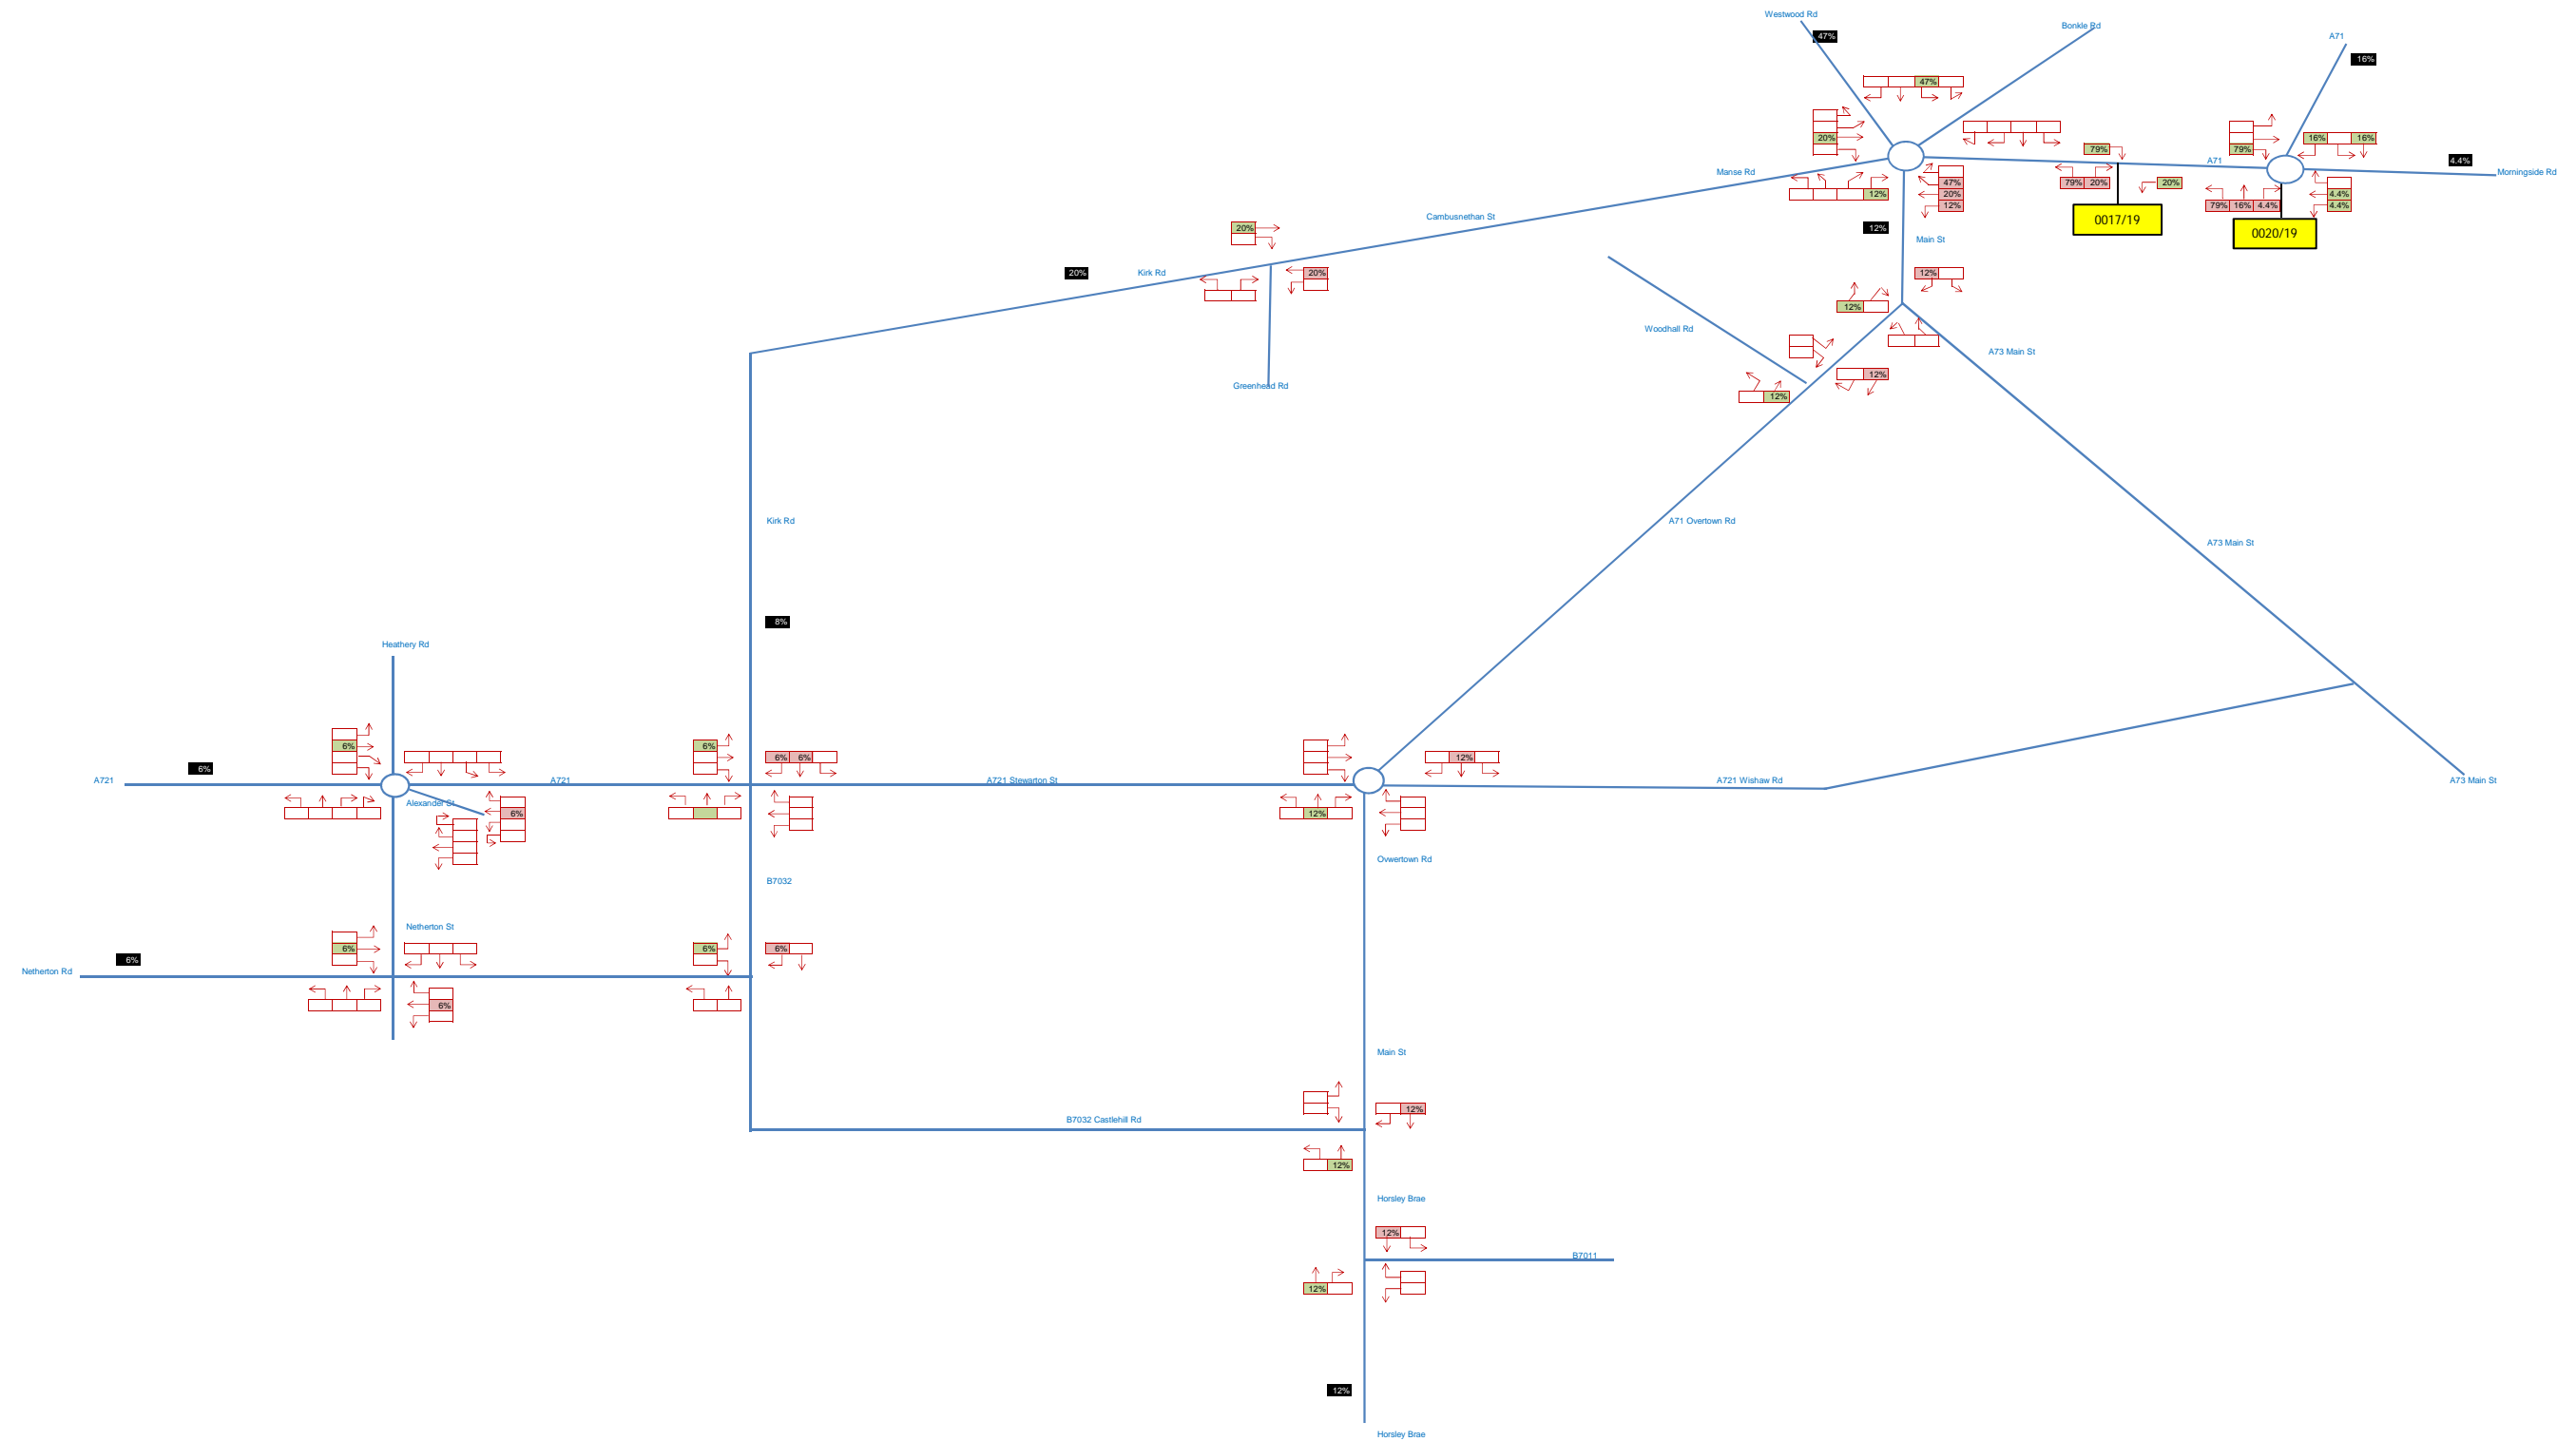 Westwood Rd
Bonkle Rd
A71
47%
16%
47%
20%
79%
79%
16% 16%
A71
4.4%
Morningside Rd
Manse Rd
12%
47%
20%
12%
79% 20%
20%
79% 16% 4.4%
4.4%
4.4%
0017/19
0020/19
Cambusnethan St
20%
12%
Main St
20%
Kirk Rd
20%
12%
12%
Woodhall Rd
A73 Main St
12%
12%
Greenhead Rd
Kirk Rd
A71 Overtown Rd
A73 Main St
8%
Heathery Rd
6%
6%
6% 6%
12%
A721
6%
A721
A721 Stewarton St
A721 Wishaw Rd
A73 Main St
Alexander St
6%
12%
Ovwertown Rd
B7032
Netherton St
6%
6%
6%
6%
Netherton Rd
6%
Main St
12%
B7032 Castlehill Rd
12%
Horsley Brae
12%
B7011
12%
12%
Horsley Brae